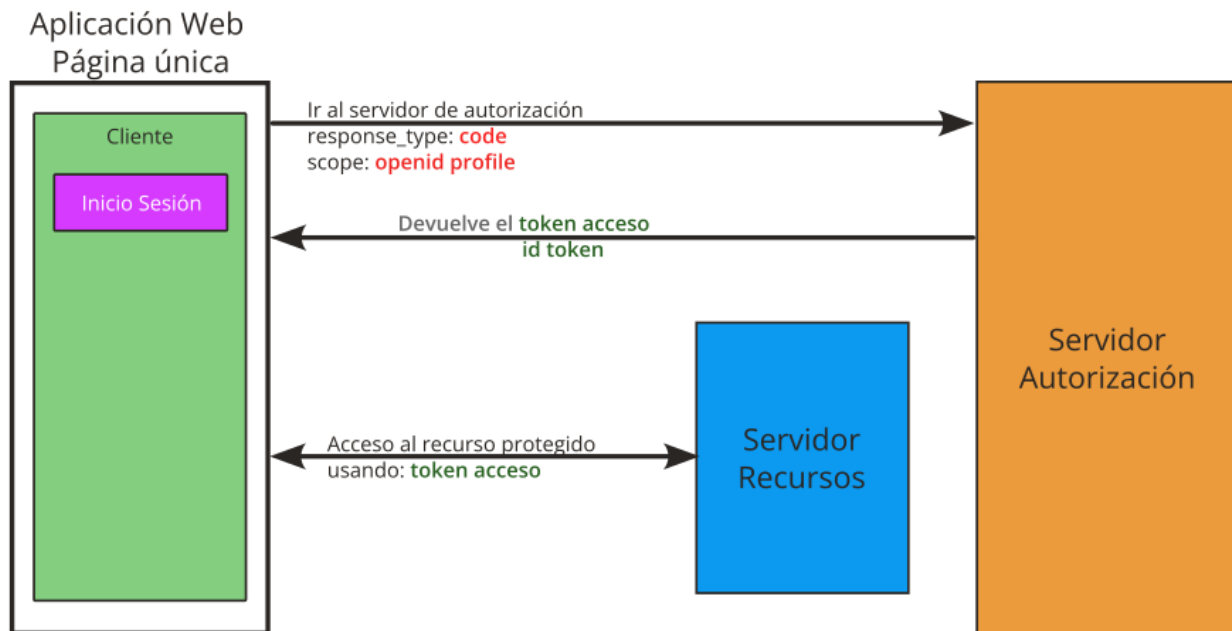 Aplicación Web
Página única
Cliente
Inicio Sesión
Ir al servidor de autorización
response_type: code
scope: openid profile
Devuelve el token acceso
id token
Acceso al recurso protegido
usando: token acceso
Servidor
Recursos
Servidor
Autorización